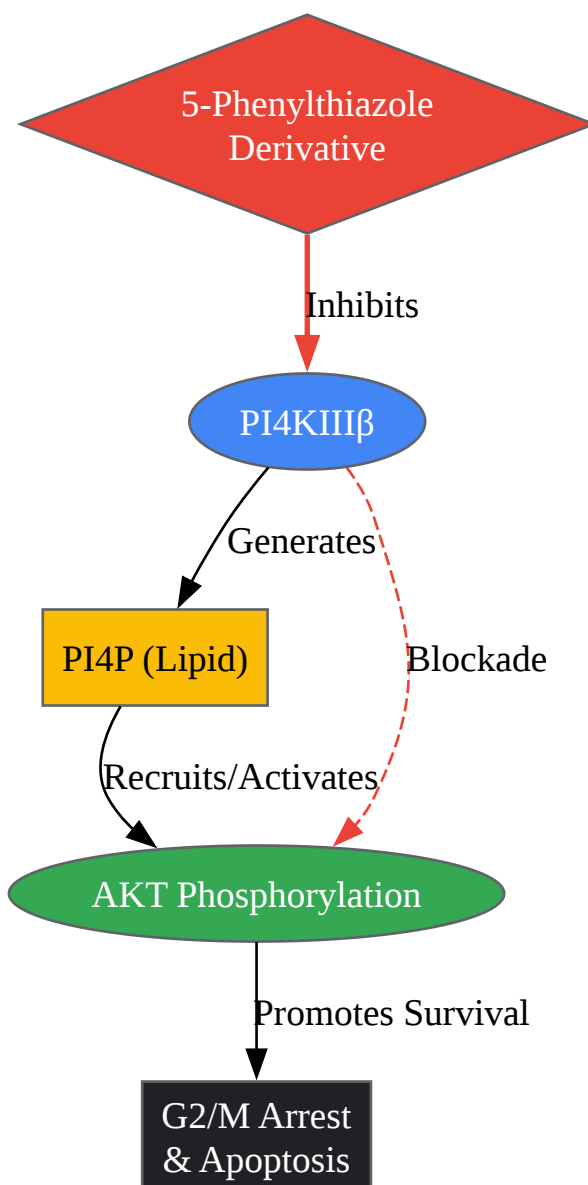 5-Phenylthiazole
Derivative
Inhibits
PI4KIIIβ
Generates
PI4P (Lipid)
Blockade
Recruits/Activates
AKT Phosphorylation
Promotes Survival
G2/M Arrest
& Apoptosis